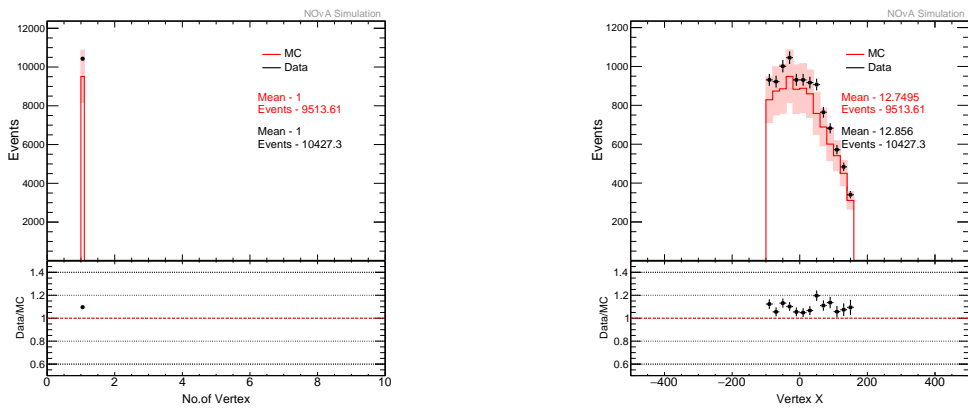 NOνA Simulation
12000
10000
8000
6000
4000
2000
Events
MC
Data
Mean - 1
Events - 9513.61
Mean - 1
Events - 10427.3
1.4
1.2
1
0.8
0.6
Data/MC
0 2 4 6 8 10
No.of Vertex
NOνA Simulation
1200
1000
800
600
400
200
Events
MC
Data
Mean - 12.7495
Events - 9513.61
Mean - 12.856
Events - 10427.3
1.4
1.2
1
0.8
0.6
Data/MC
−400 −200 0 200 400
Vertex X